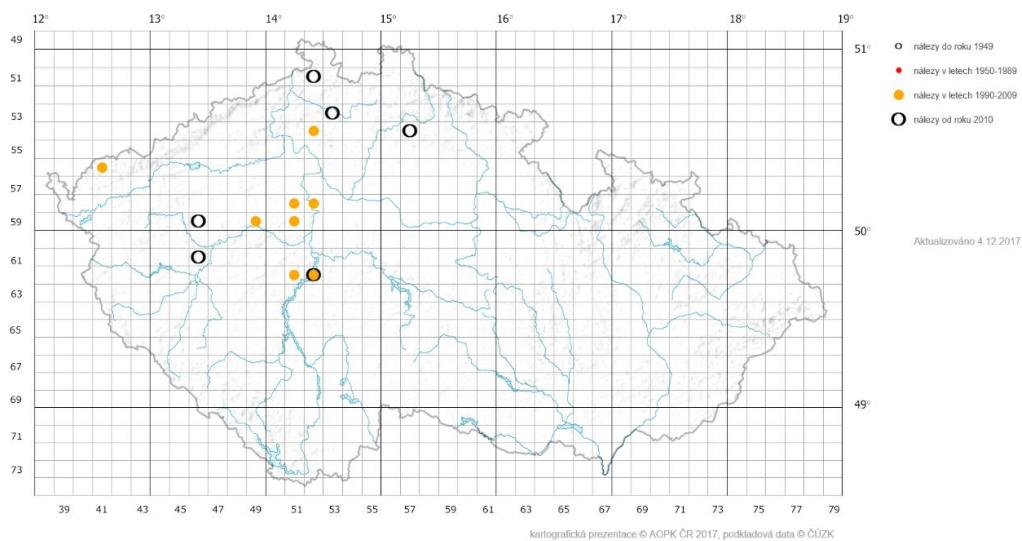 12° 13 14 15° 16 17 18° 19°
49
51
53
55
57
59
61
63
65
67
69
71
73
51°
50°
49°
39 41 43 45 47 49 51 53 55 57 59 61 63 65 67 69 71 73 75 77 79
nálezy do roku 1949
nálezy v letech 1950-1989
nálezy v letech 1990-2009
nálezy od roku 2010
Aktualizováno 4.12.2017
kartografická prezentace © AOPK ČR 2017, podkladová data © ČÚZK